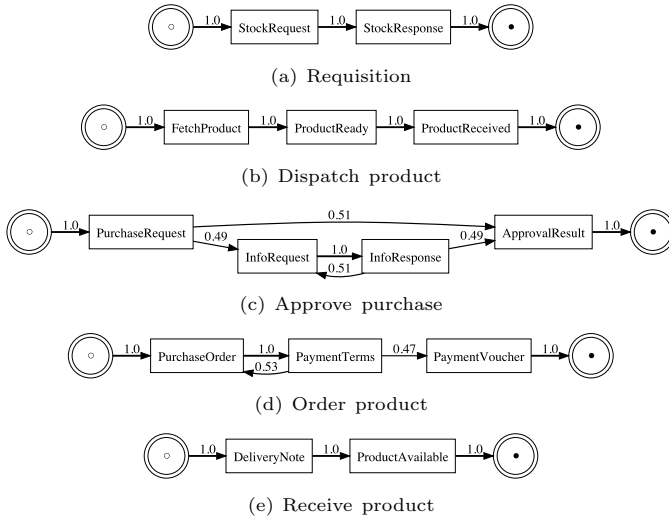 1.0 StockRequest 1.0 StockResponse 1.0
(a) Requisition
1.0 FetchProduct 1.0 ProductReady 1.0 ProductReceived 1.0
(b) Dispatch product
0.51
1.0 PurchaseRequest ApprovalResult 1.0
0.49 1.0 0.49
InfoRequest InfoResponse
0.51
(c) Approve purchase
1.0 PurchaseOrder 1.0 PaymentTerms 0.47 PaymentVoucher 1.0
0.53
(d) Order product
1.0 DeliveryNote 1.0 ProductAvailable 1.0
(e) Receive product